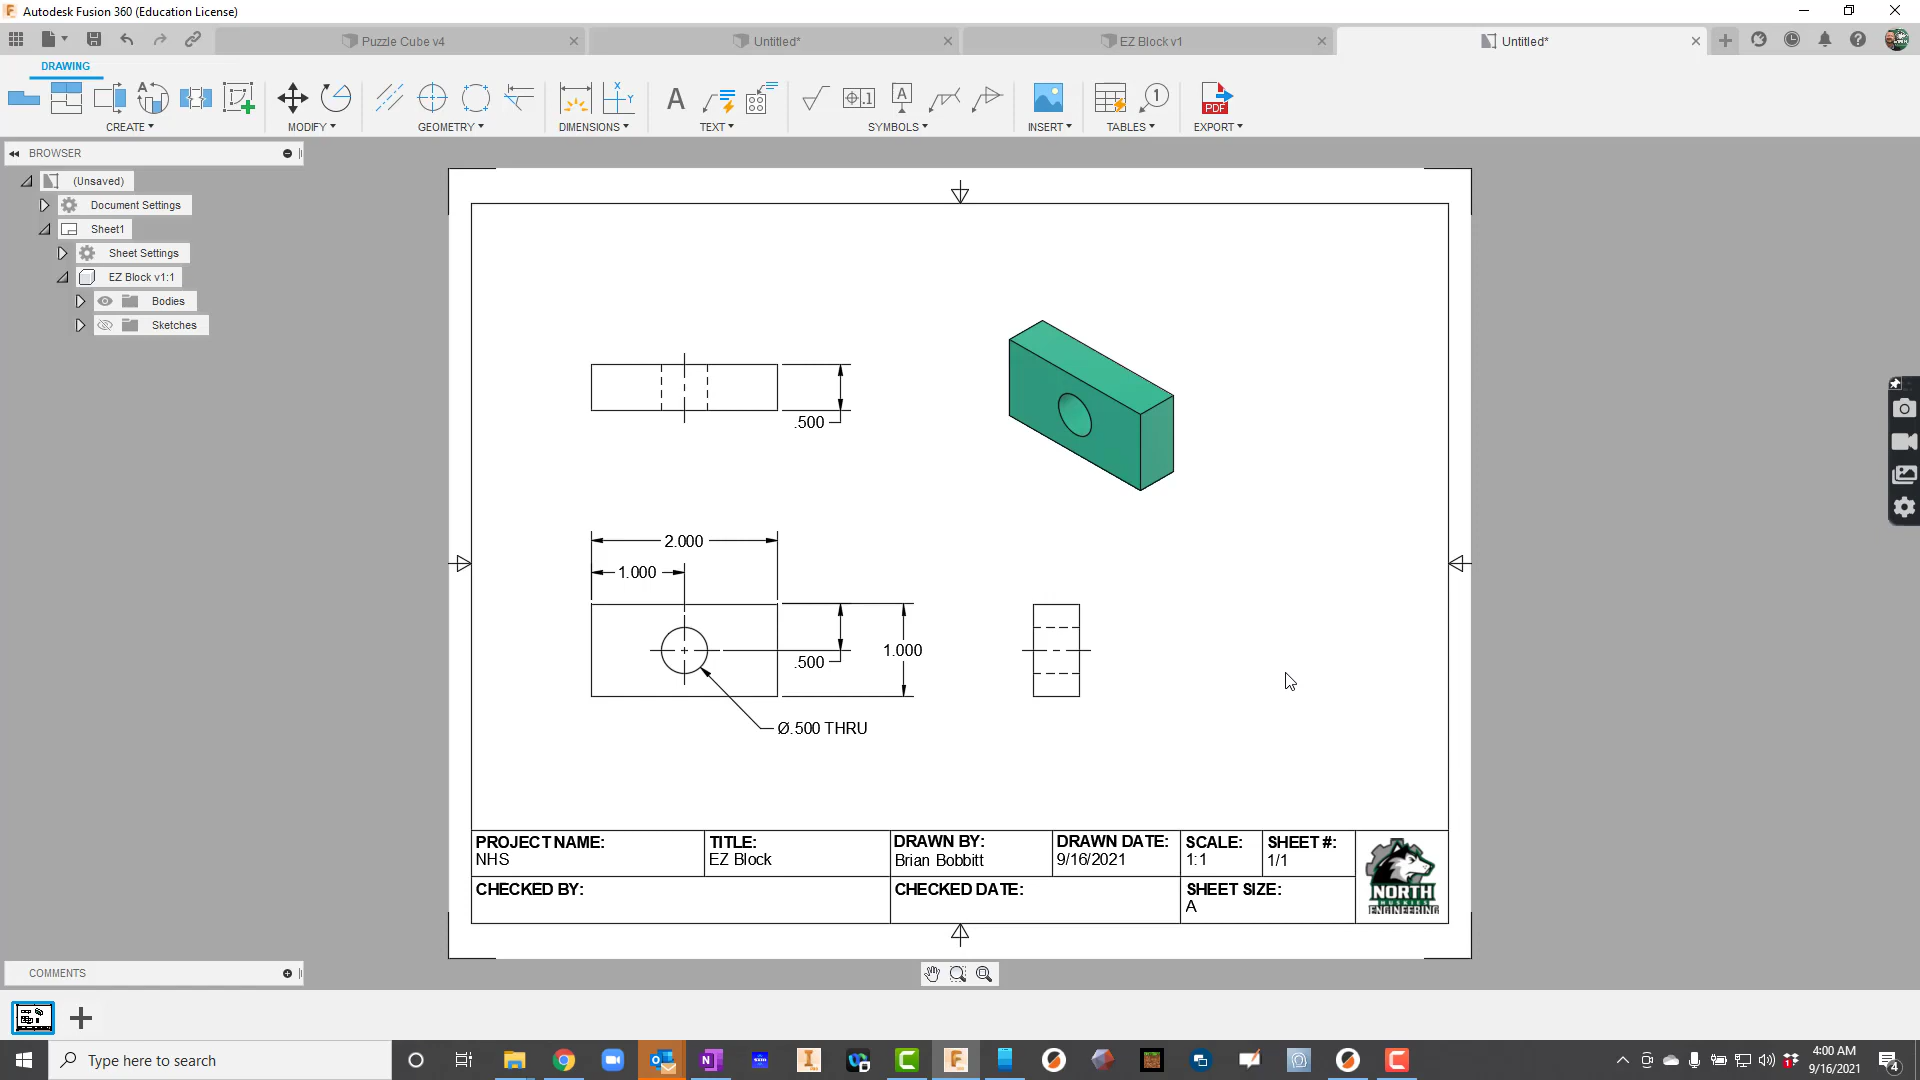 Autodesk Fusion 360 (Education License)
Puzzle Cube v4
Untitled*
EZ Block v1
Untitled*
DRAWING
CREATE
MODIFY
GEOMETRY
DIMENSIONS
TEXT
SYMBOLS
INSERT
TABLES
EXPORT
BROWSER
(Unsaved)
Document Settings
Sheet1
Sheet Settings
EZ Block v1:1
Bodies
Sketches
.500
2.000
1.000
.500
1.000
Ø.500 THRU
PROJECT NAME:
NHS
TITLE:
EZ Block
DRAWN BY:
Brian Bobbitt
DRAWN DATE:
9/16/2021
SCALE:
1:1
SHEET #:
1/1
CHECKED BY:
CHECKED DATE:
SHEET SIZE:
A
NORTH
HUSKIES
ENGINEERING
COMMENTS
Type here to search
4:00 AM
9/16/2021
4